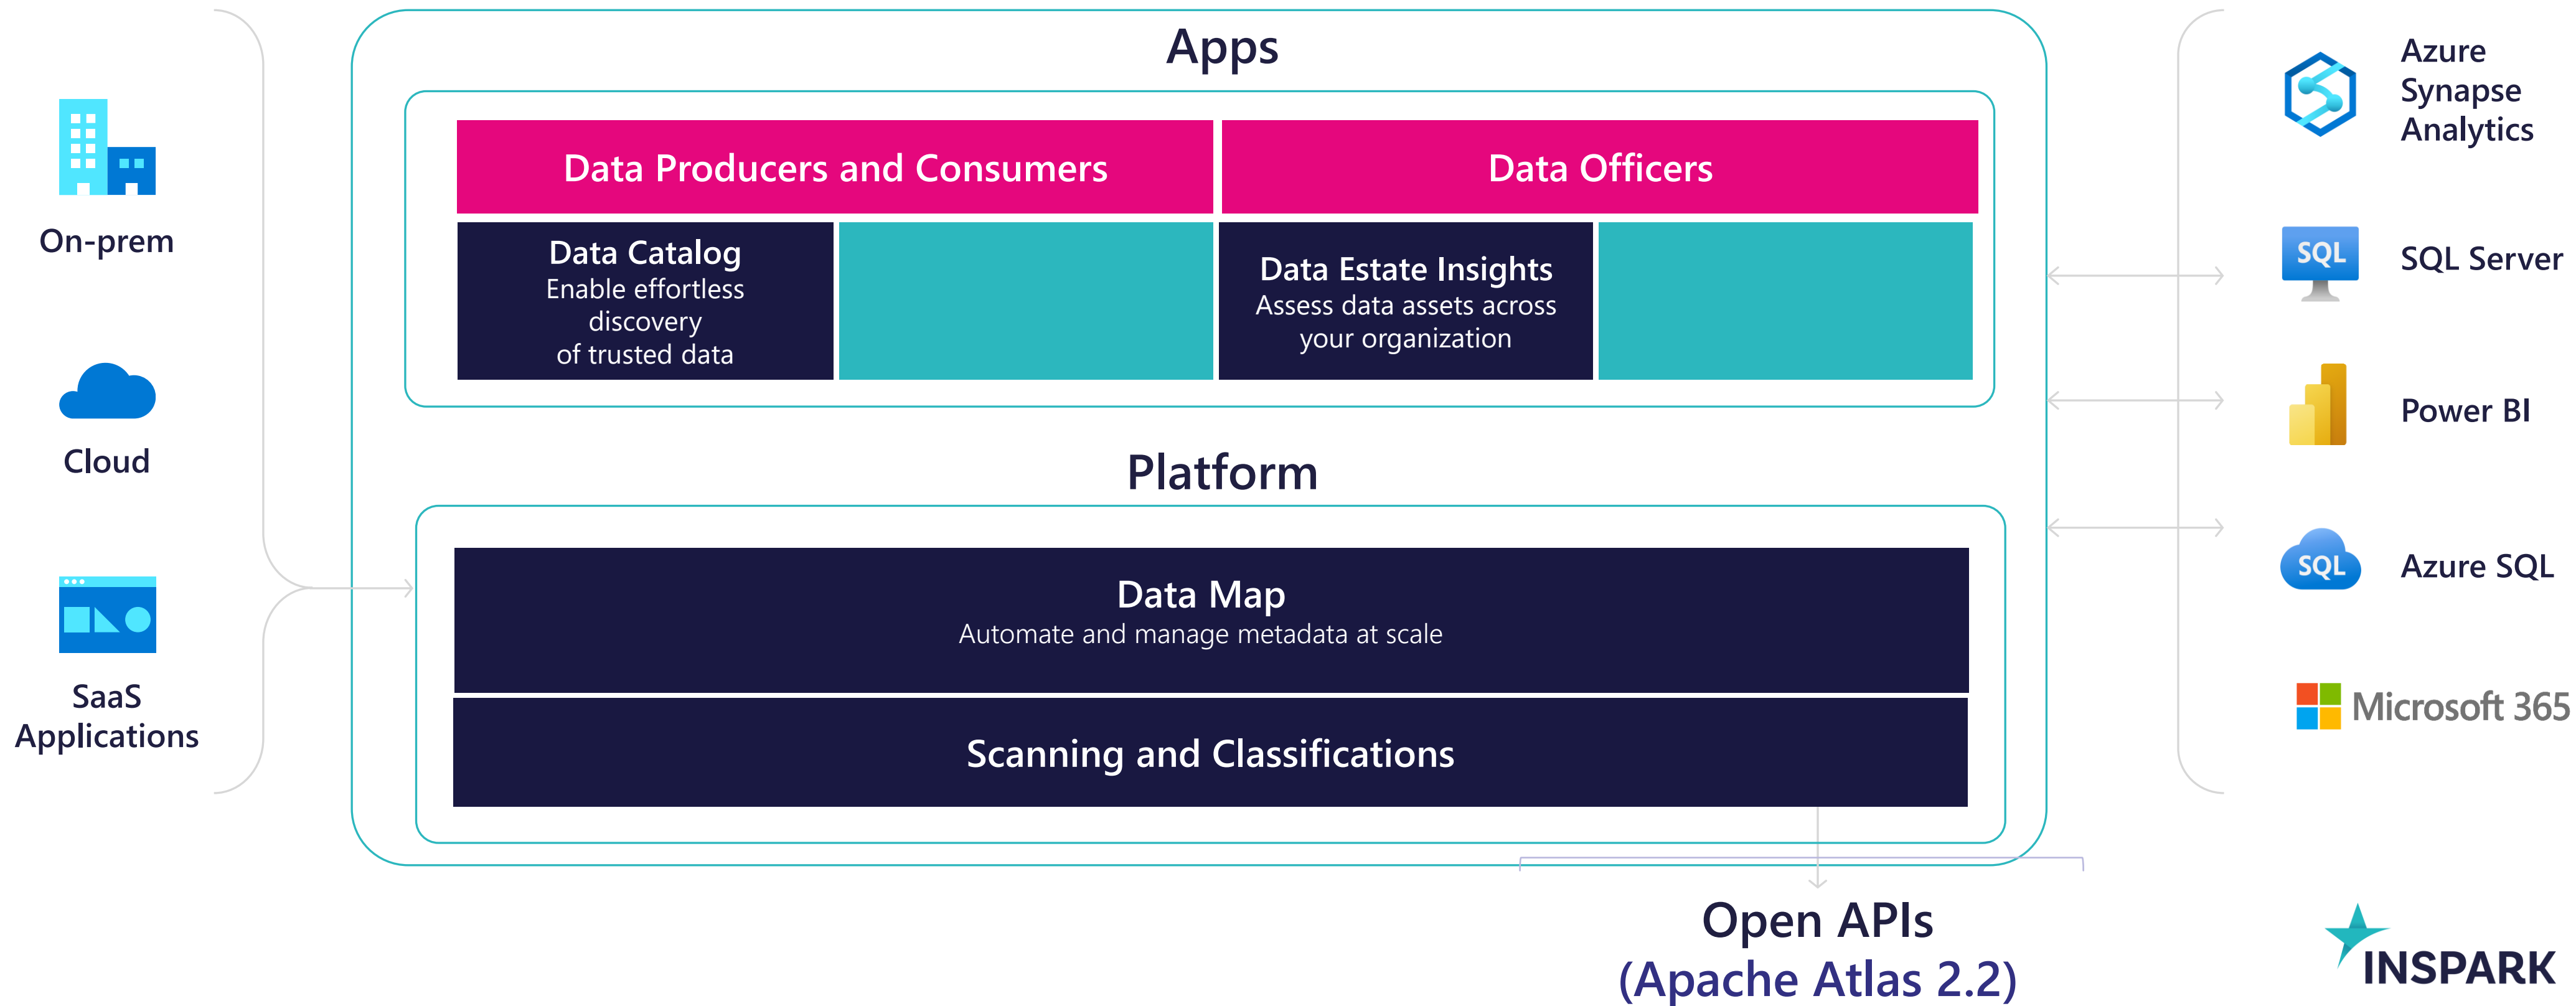 On-prem
Cloud
SaaS
Applications
Apps
Data Producers and Consumers
Data Officers
Data Catalog
Enable effortless
discovery
of trusted data
Data Estate Insights
Assess data assets across
your organization
Platform
Data Map
Automate and manage metadata at scale
Scanning and Classifications
Open APIs
(Apache Atlas 2.2)
Azure
Synapse
Analytics
SQL
SQL Server
Power BI
SQL
Azure SQL
Microsoft 365
INSPARK